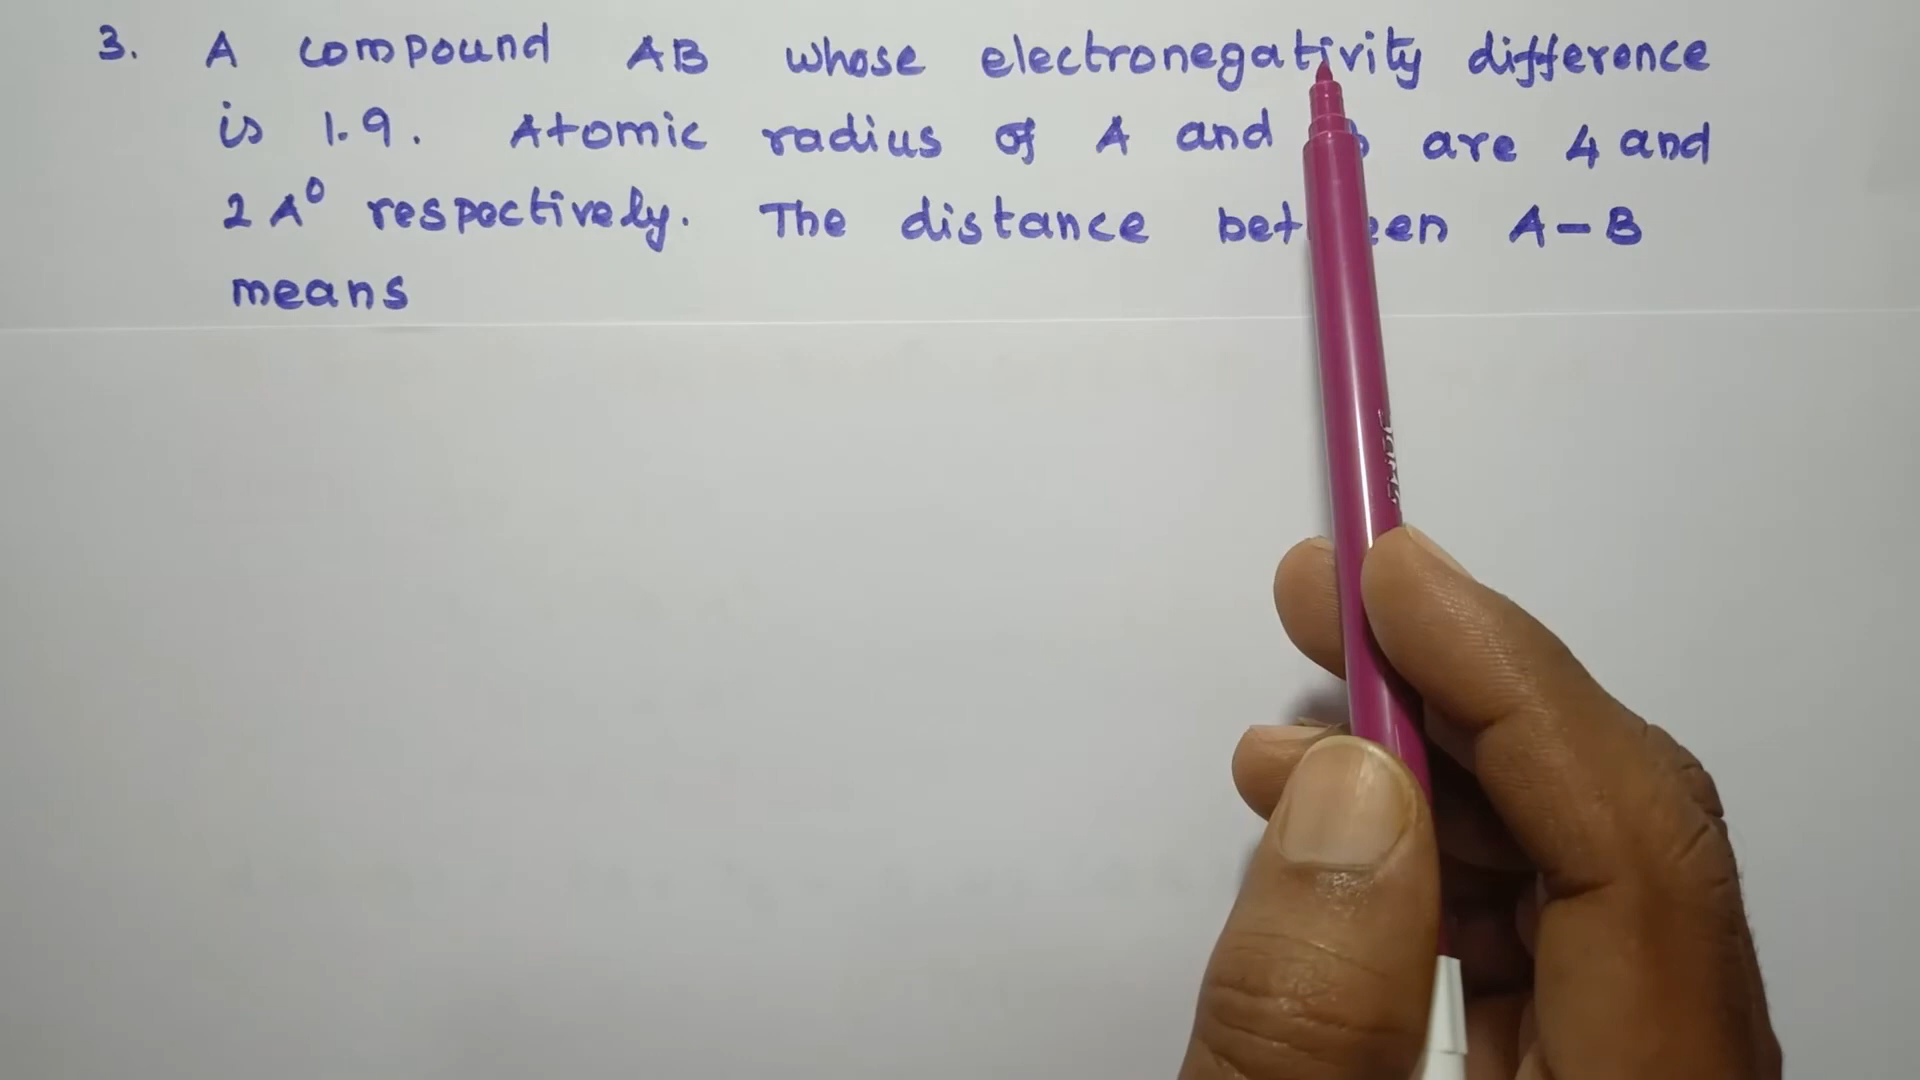 3. A compound AB whose electronegativity difference
is 1.9. Atomic radius of A and are 4 and
2 A⁰ respectively. The distance between A-B
means